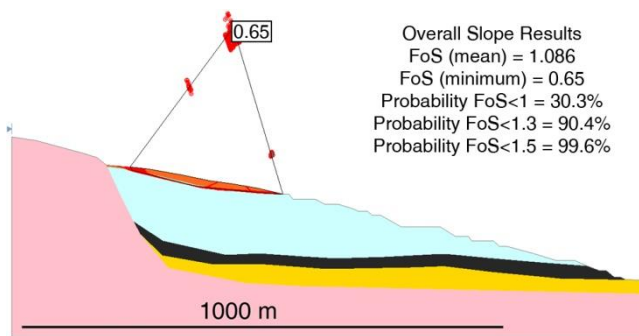 0.65
Overall Slope Results
FoS (mean) = 1.086
FoS (minimum) = 0.65
Probability FoS<1 = 30.3%
Probability FoS<1.3 = 90.4%
Probability FoS<1.5 = 99.6%
1000 m